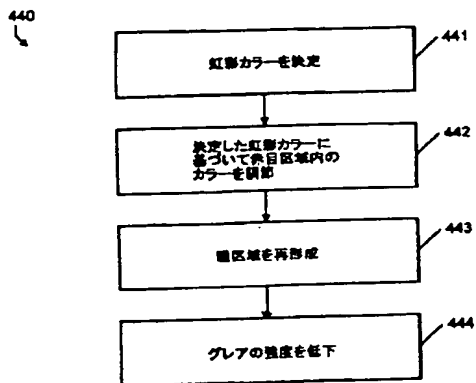 440
虹彩カラーを決定
441
決定した虹彩カラーに
基づいて赤目区域内の
カラーを調節
442
瞳区域を再形成
443
グレアの強度を低下
444